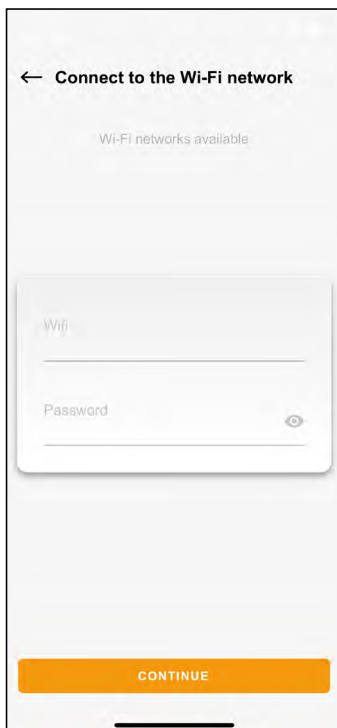 Connect to the Wi-Fi network
Wi-Fi networks available
Wifi
Password
CONTINUE